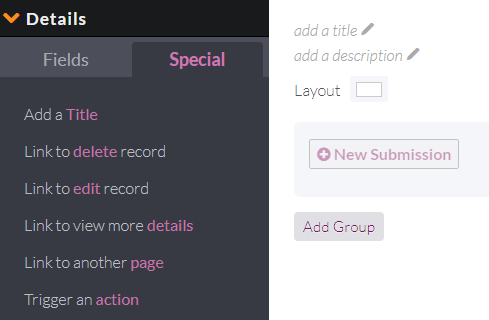 Details
Fields
Special
Add a Title
Link to delete record
Link to edit record
Link to view more details
Link to another page
Trigger an action
add a title
add a description
Layout
New Submission
Add Group